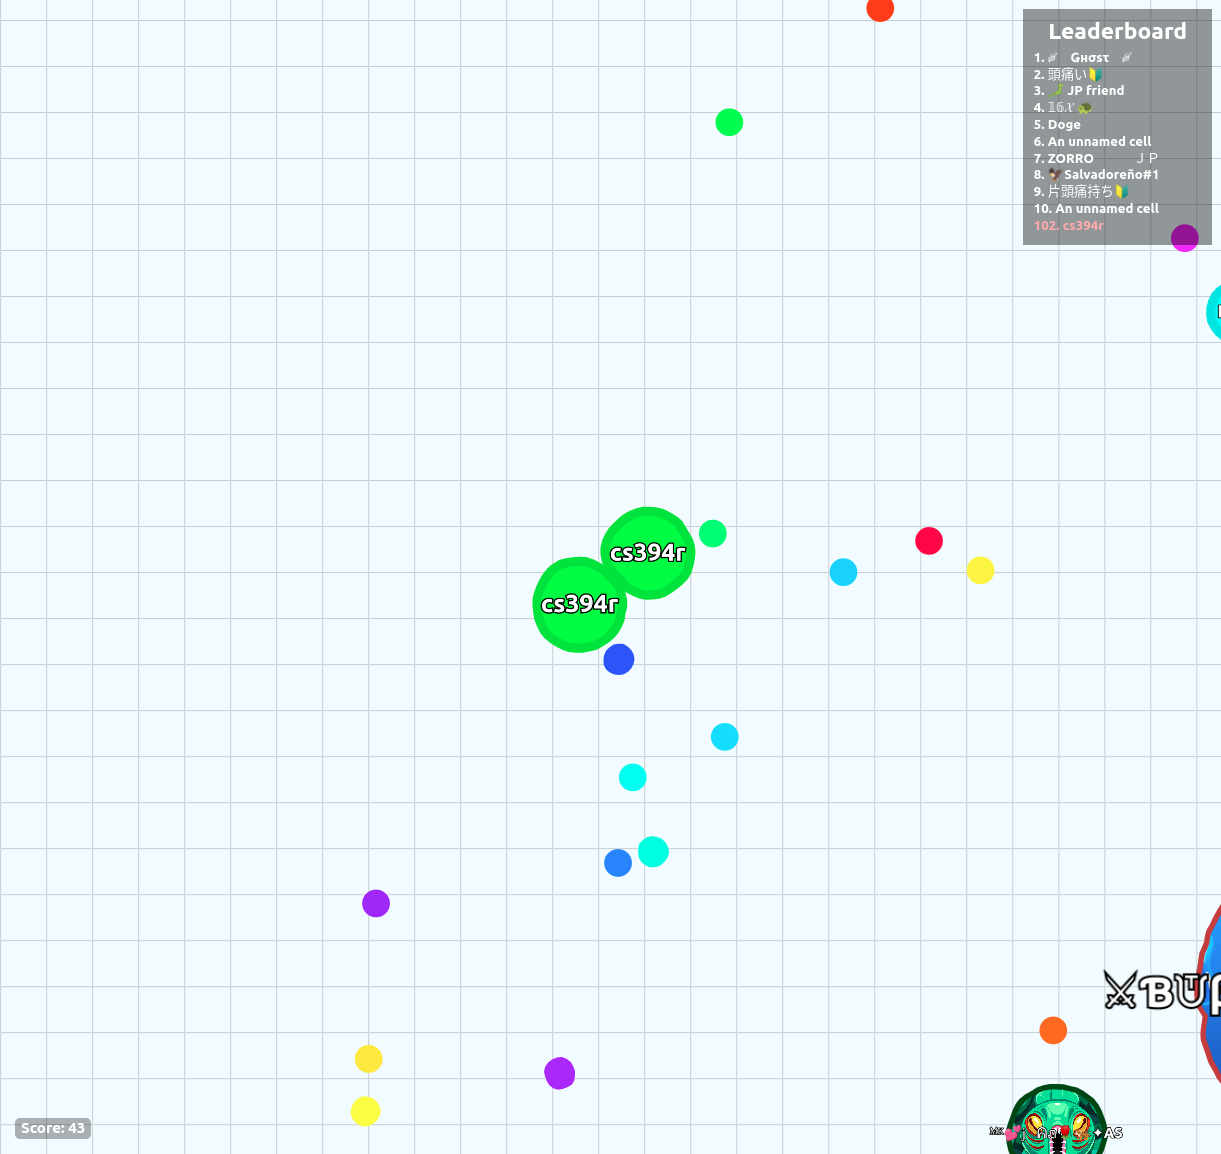 Leaderboard
1. Gʜσsτ
2. 頭痛い🔰
3. JP friend
4. 𝟙𝟞𝓧 🐢
5. Doge
6. An unnamed cell
7. ZORRO ＪＰ
8. 🦅Salvadoreño#1
9. 片頭痛持ち🔰
10. An unnamed cell
102. cs394r
cs394r
cs394r
Score: 43